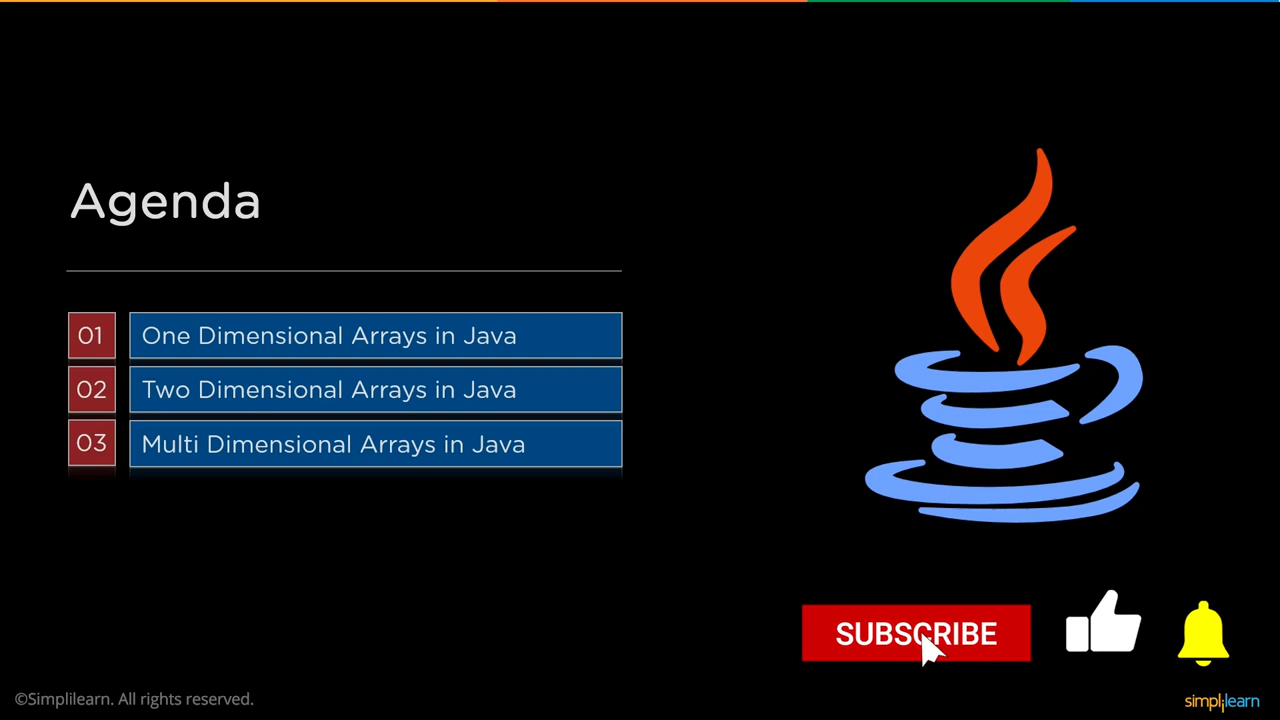 Agenda
01 One Dimensional Arrays in Java
02 Two Dimensional Arrays in Java
03 Multi Dimensional Arrays in Java
SUBSCRIBE
©Simplilearn. All rights reserved.
simplilearn